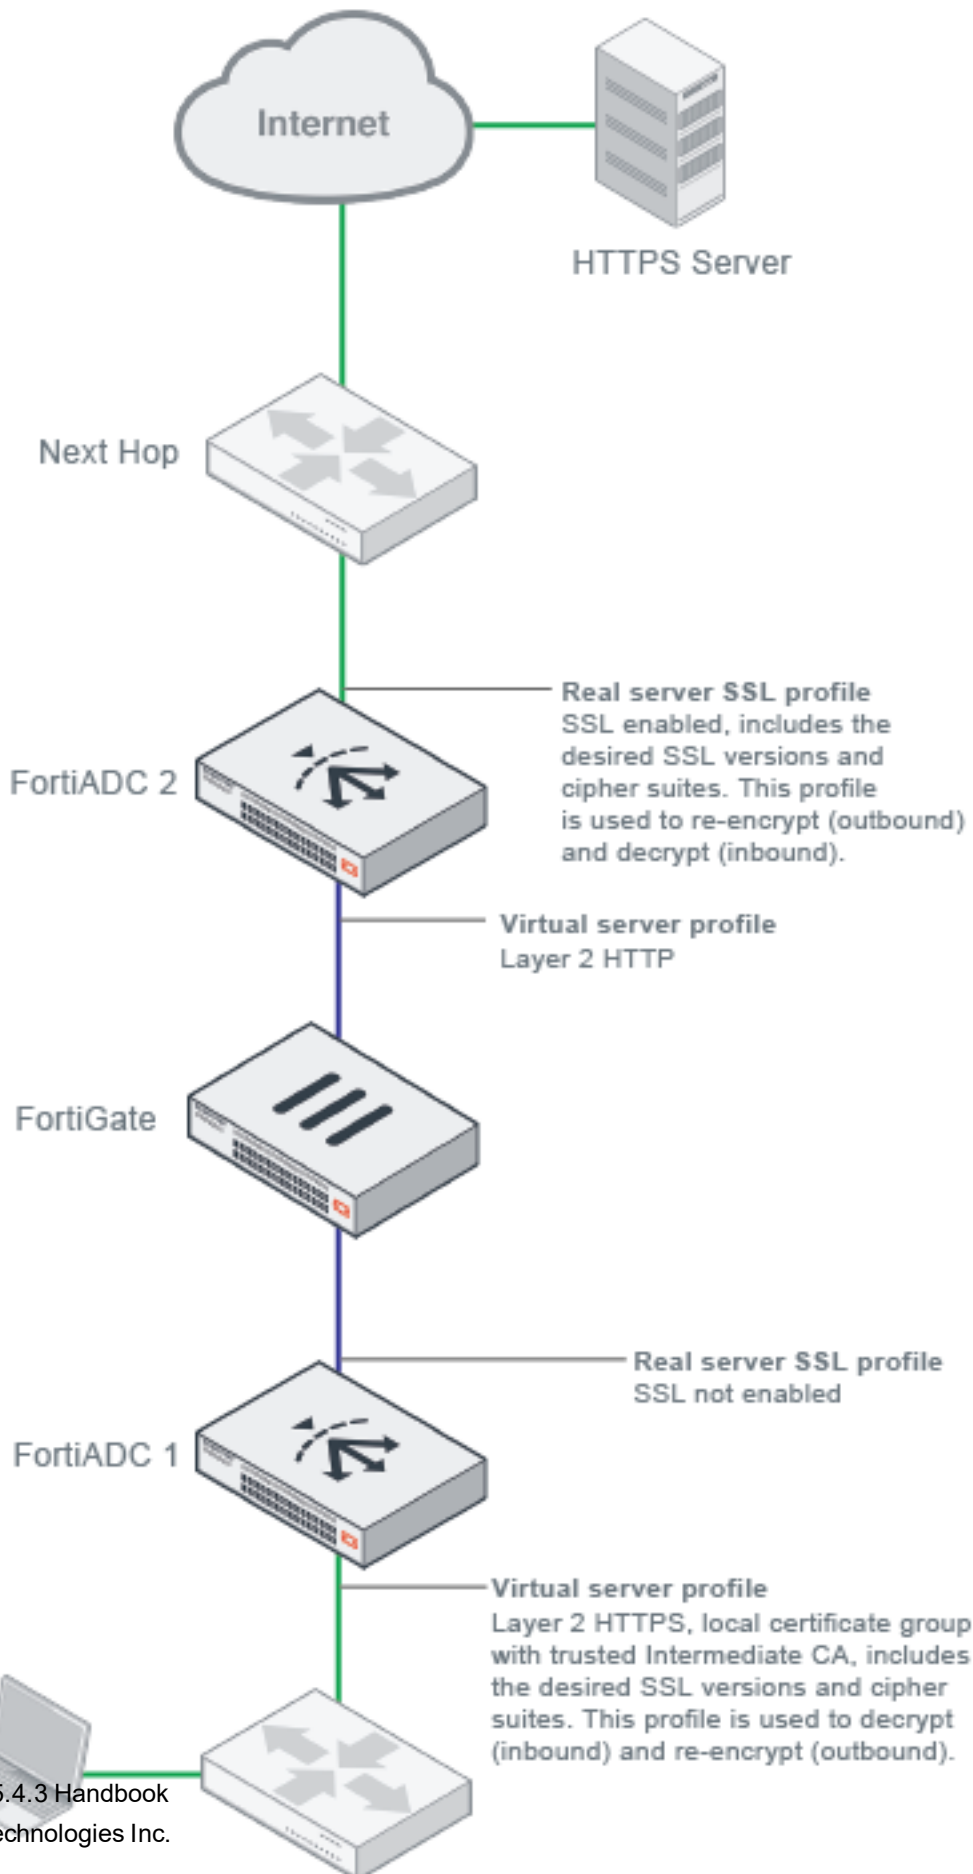 Internet
HTTPS Server
Next Hop
Real server SSL profile
SSL enabled, includes the
desired SSL versions and
cipher suites. This profile
is used to re-encrypt (outbound)
and decrypt (inbound).
FortiADC 2
Virtual server profile
Layer 2 HTTP
FortiGate
Real server SSL profile
SSL not enabled
FortiADC 1
Virtual server profile
Layer 2 HTTPS, local certificate group
with trusted Intermediate CA, includes
the desired SSL versions and cipher
suites. This profile is used to decrypt
(inbound) and re-encrypt (outbound).
5.4.3 Handbook
echnologies Inc.